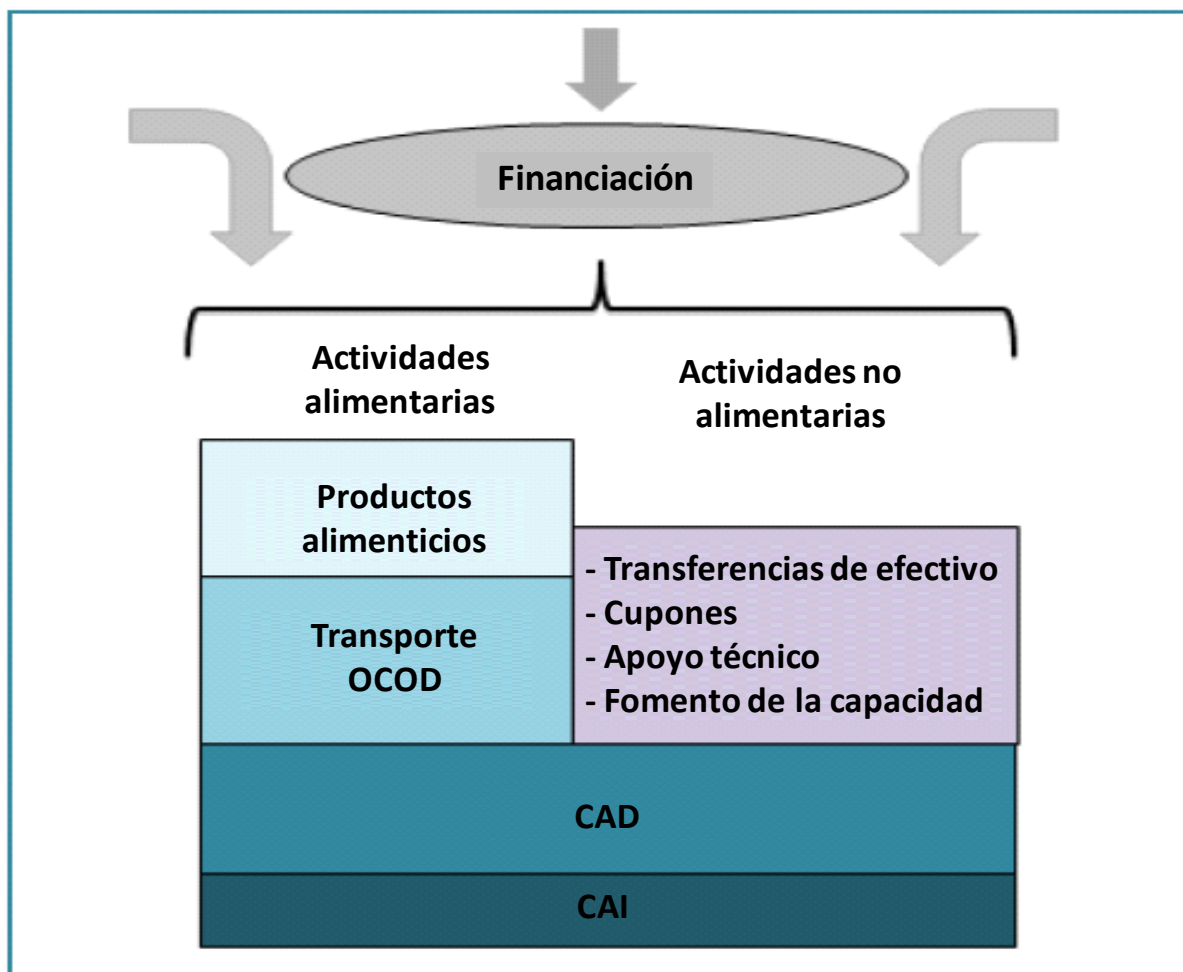 Financiación
Actividades
alimentarias
Actividades no
alimentarias
Productos
alimenticios
Transporte
OCOD
- Transferencias de efectivo
- Cupones
- Apoyo técnico
- Fomento de la capacidad
CAD
CAI